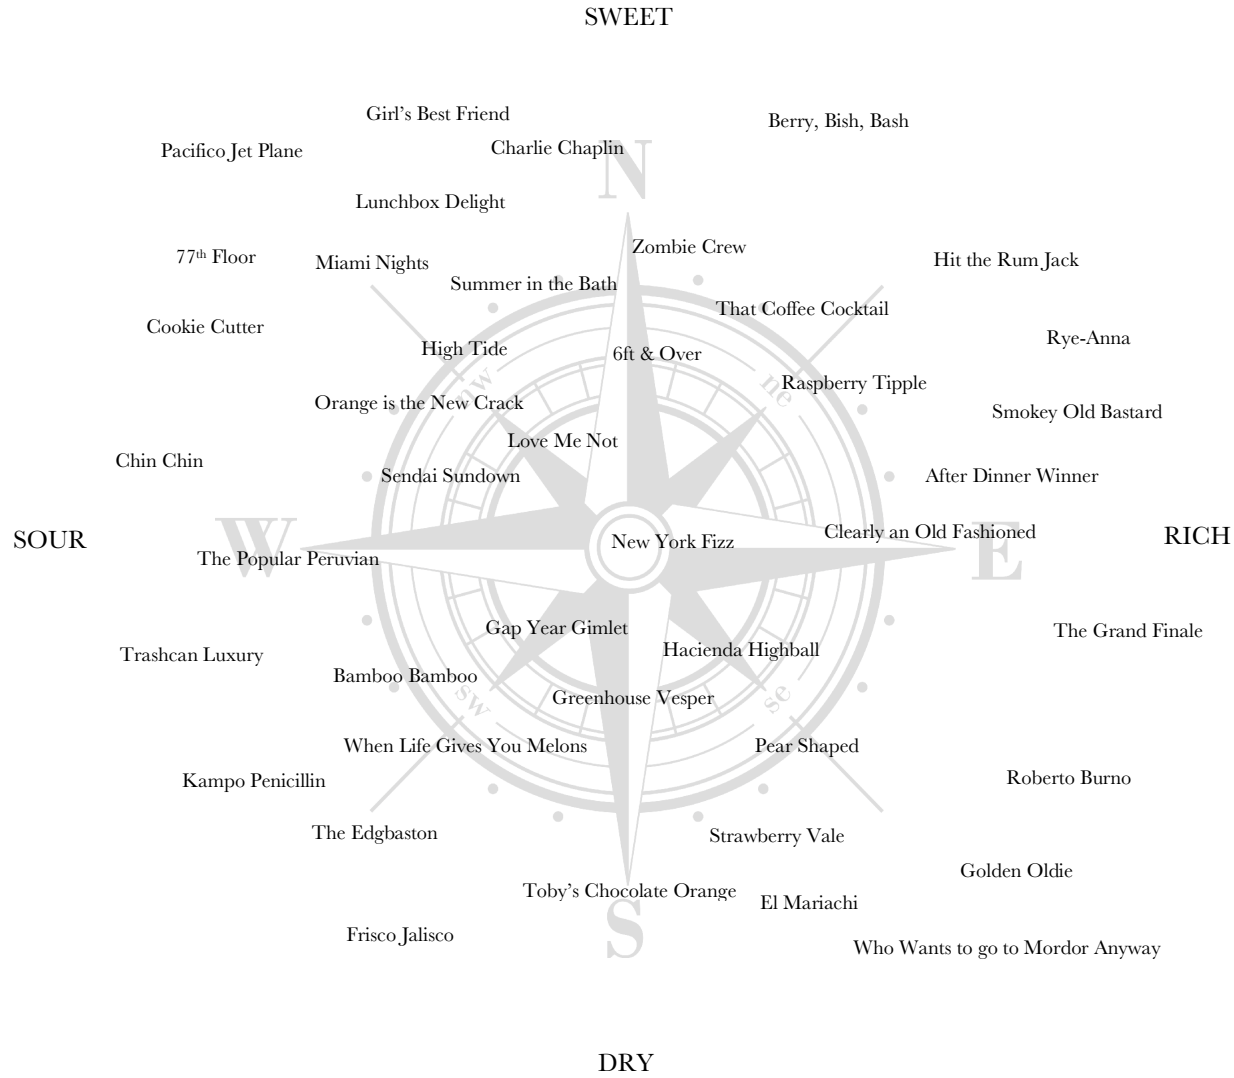 SWEET
Girl's Best Friend
Berry, Bish, Bash
Pacifico Jet Plane
Charlie Chaplin
N
Lunchbox Delight
Zombie Crew
77th Floor
Miami Nights
Hit the Rum Jack
Summer in the Bath
That Coffee Cocktail
Cookie Cutter
Rye-Anna
High Tide
6ft & Over
nw
ne
Raspberry Tipple
Orange is the New Crack
Smokey Old Bastard
Love Me Not
Chin Chin
Sendai Sundown
After Dinner Winner
Clearly an Old Fashioned
SOUR
W
New York Fizz
E
RICH
The Popular Peruvian
Gap Year Gimlet
The Grand Finale
Hacienda Highball
Trashcan Luxury
Bamboo Bamboo
sw
Greenhouse Vesper
se
When Life Gives You Melons
Pear Shaped
Kampo Penicillin
Roberto Burno
The Edgbaston
Strawberry Vale
Golden Oldie
Toby's Chocolate Orange
El Mariachi
S
Frisco Jalisco
Who Wants to go to Mordor Anyway
DRY